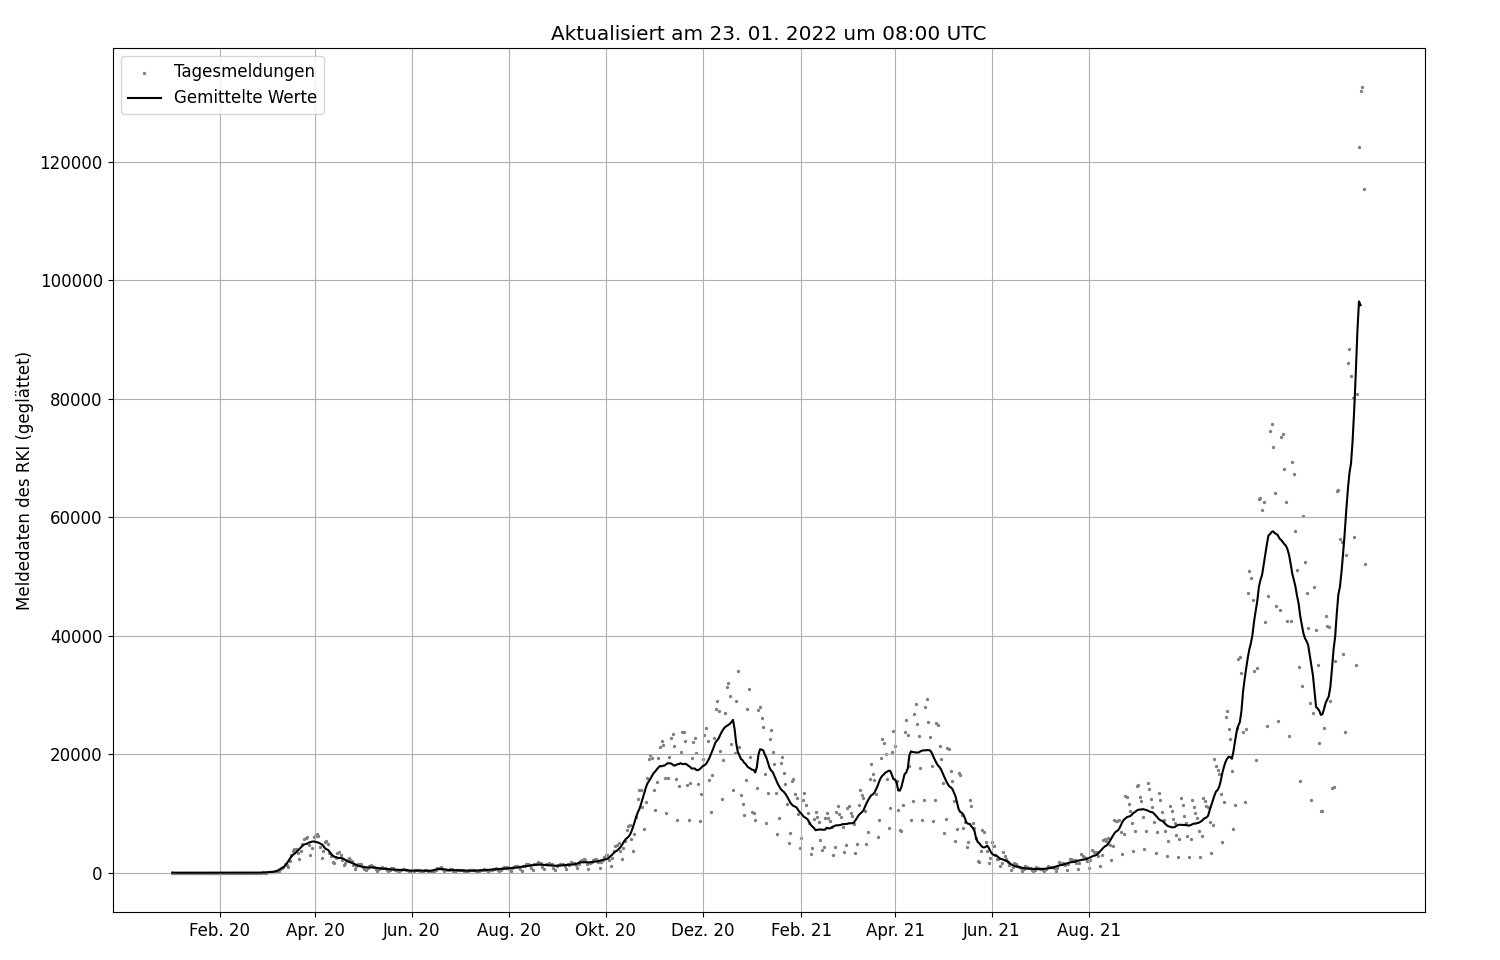 Aktualisiert am 23. 01. 2022 um 08:00 UTC
Tagesmeldungen
Gemittelte Werte
Meldedaten des RKI (geglättet)
120000
100000
80000
60000
40000
20000
0
Feb. 20 Apr. 20 Jun. 20 Aug. 20 Okt. 20 Dez. 20 Feb. 21 Apr. 21 Jun. 21 Aug. 21